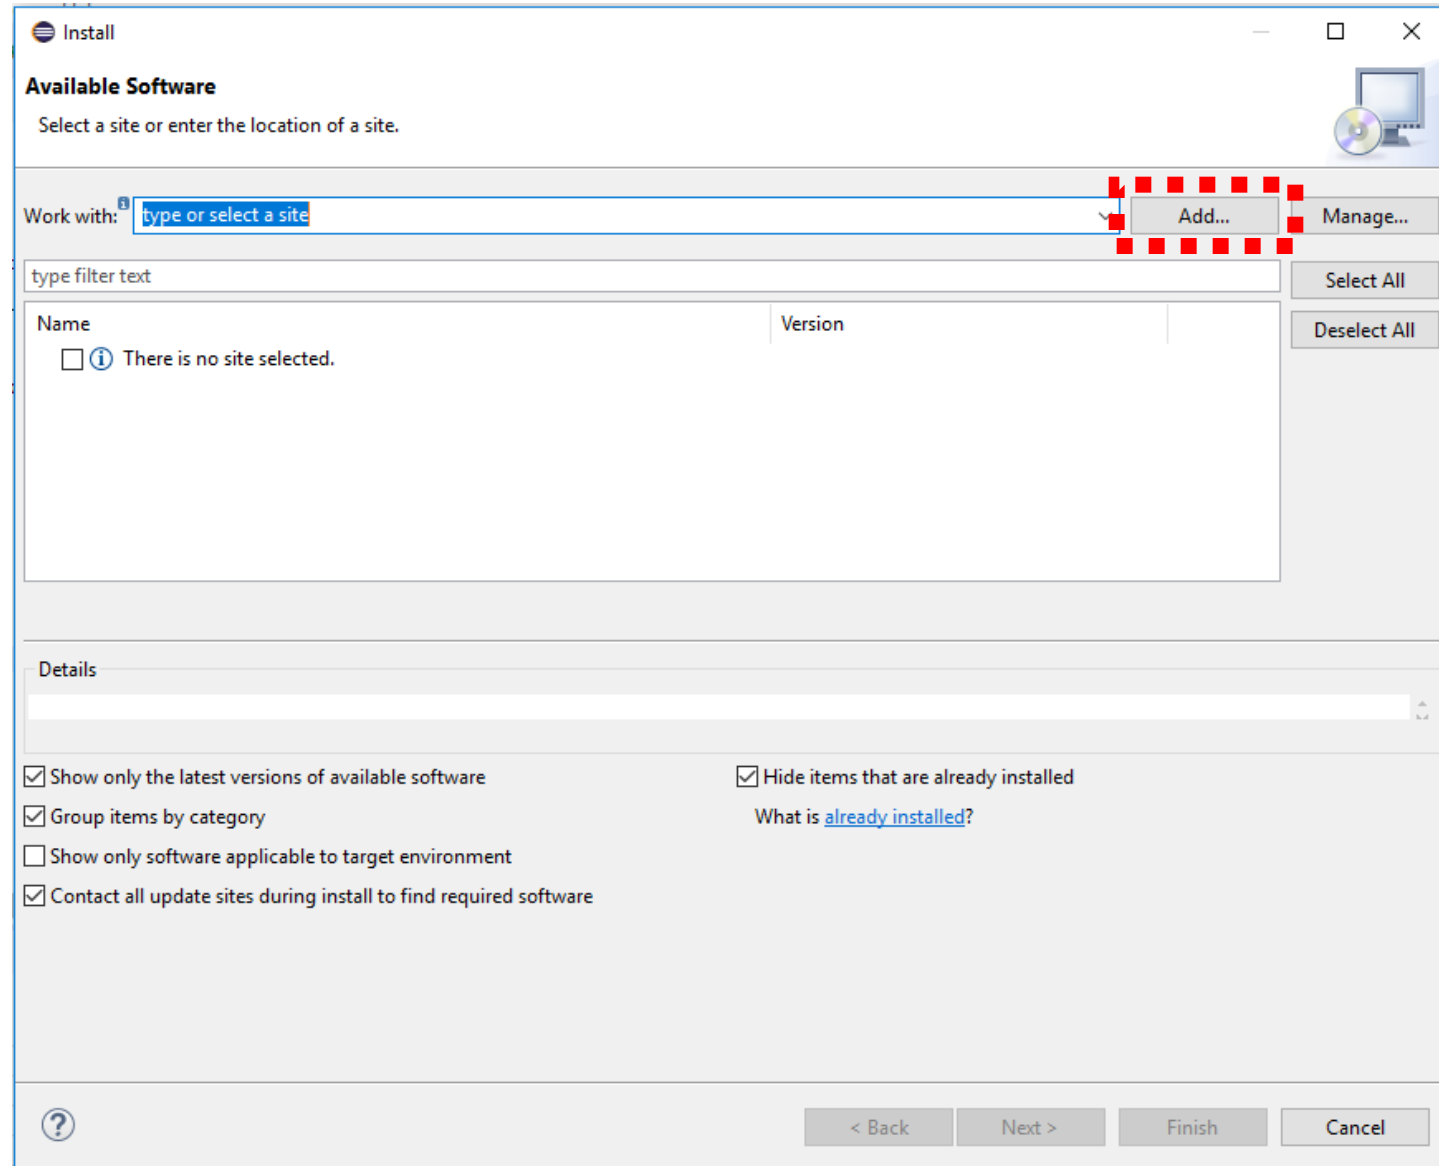 Install
Available Software
Select a site or enter the location of a site.
Work with: type or select a site Add... Manage...
type filter text Select All
Name Version Deselect All
There is no site selected.
Details
Show only the latest versions of available software Hide items that are already installed
Group items by category What is already installed?
Show only software applicable to target environment
Contact all update sites during install to find required software
? < Back Next > Finish Cancel